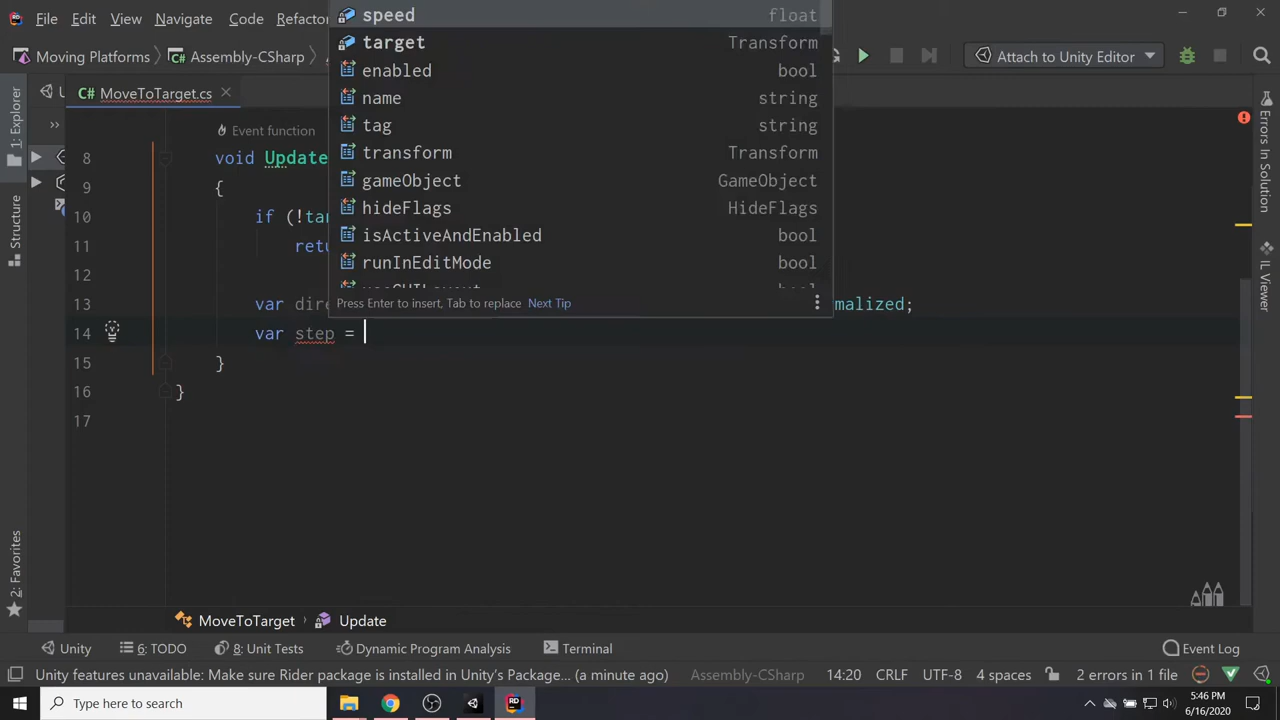 File Edit View Navigate Code Refactor
speed float
target Transform
enabled bool
name string
tag string
transform Transform
gameObject GameObject
hideFlags HideFlags
isActiveAndEnabled bool
runInEditMode bool
Press Enter to insert, Tab to replace Next Tip
Moving Platforms Assembly-CSharp
Attach to Unity Editor
1: Explorer
Structure
2: Favorites
C# MoveToTarget.cs
Event function
8 void Update
9 {
10 if (!tar
11 retu
12
13 var dire malized;
14 var step =
15 }
16 }
17
Errors In Solution
IL Viewer
MoveToTarget Update
Unity 6: TODO 8: Unit Tests Dynamic Program Analysis Terminal Event Log
Unity features unavailable: Make sure Rider package is installed in Unity's Package... (a minute ago) Assembly-CSharp 14:20 CRLF UTF-8 4 spaces 2 errors in 1 file
Type here to search
RD
5:46 PM
6/16/2020